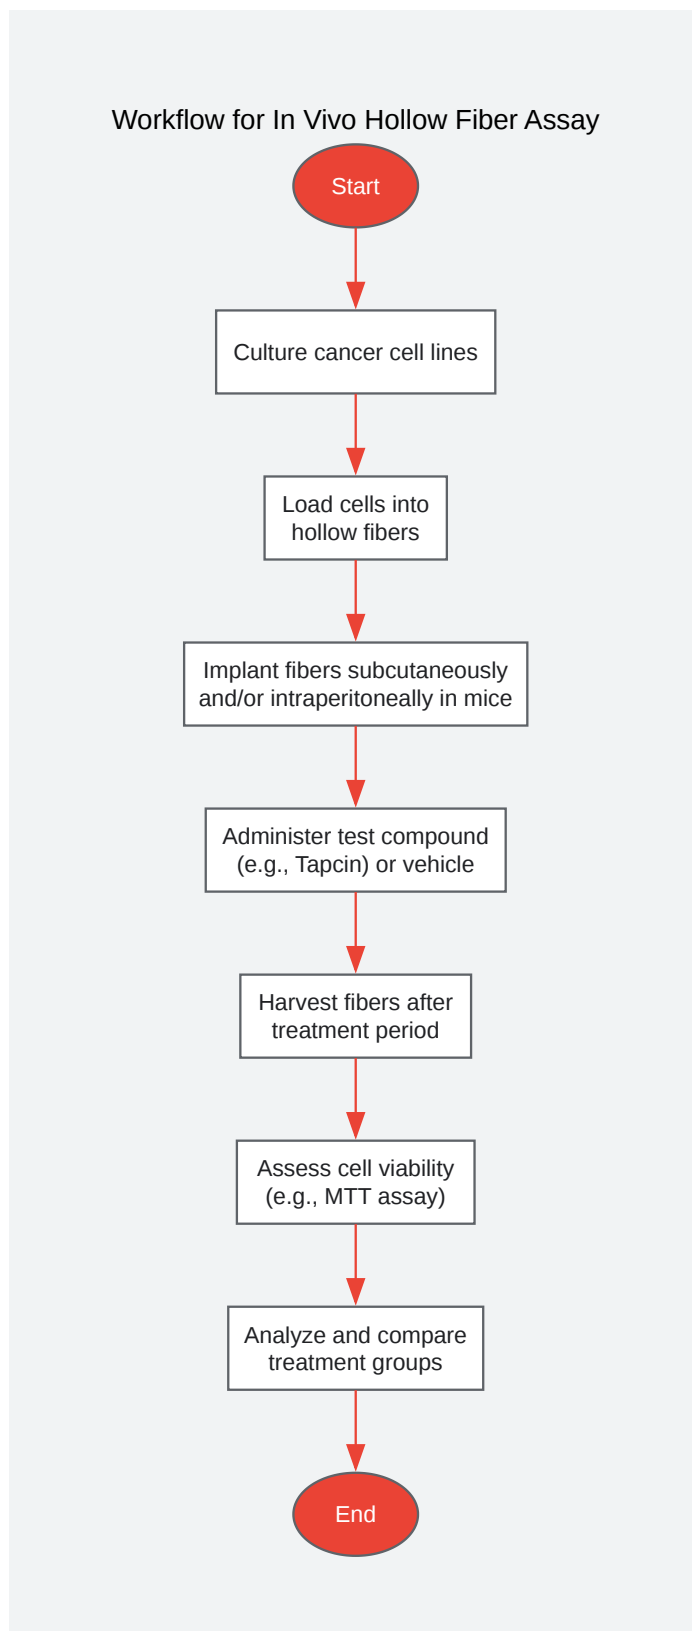 Workflow for In Vivo Hollow Fiber Assay
Start
Culture cancer cell lines
Load cells into
hollow fibers
Implant fibers subcutaneously
and/or intraperitoneally in mice
Administer test compound
(e.g., Tapcin) or vehicle
Harvest fibers after
treatment period
Assess cell viability
(e.g., MTT assay)
Analyze and compare
treatment groups
End